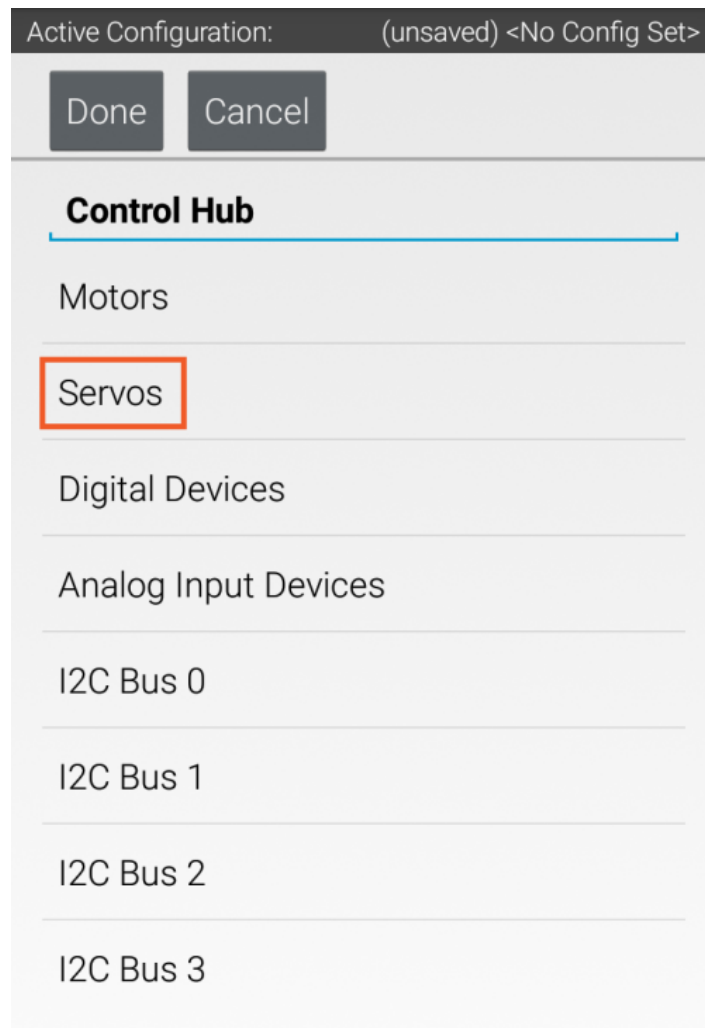 Active Configuration: (unsaved) <No Config Set>
Done Cancel
Control Hub
Motors
Servos
Digital Devices
Analog Input Devices
I2C Bus 0
I2C Bus 1
I2C Bus 2
I2C Bus 3